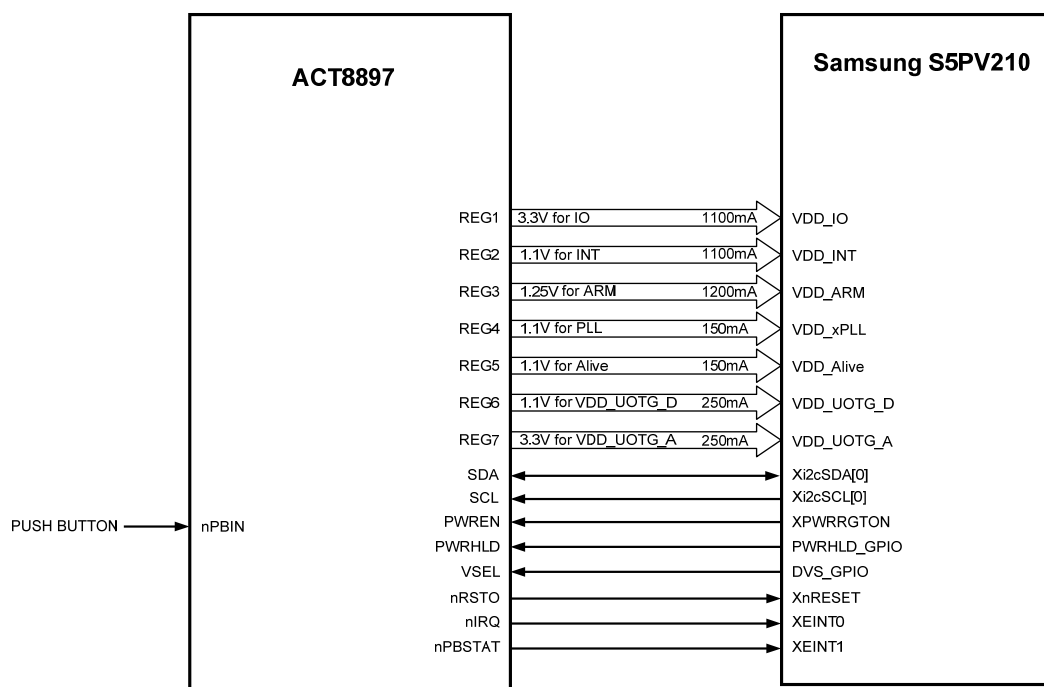 ACT8897
Samsung S5PV210
REG1 3.3V for IO 1100mA VDD_IO
REG2 1.1V for INT 1100mA VDD_INT
REG3 1.25V for ARM 1200mA VDD_ARM
REG4 1.1V for PLL 150mA VDD_xPLL
REG5 1.1V for Alive 150mA VDD_Alive
REG6 1.1V for VDD_UOTG_D 250mA VDD_UOTG_D
REG7 3.3V for VDD_UOTG_A 250mA VDD_UOTG_A
SDA Xi2cSDA[0]
SCL Xi2cSCL[0]
PUSH BUTTON nPBIN PWREN XPWRRGTON
PWRHLD PWRHLD_GPIO
VSEL DVS_GPIO
nRSTO XnRESET
nIRQ XEINT0
nPBSTAT XEINT1